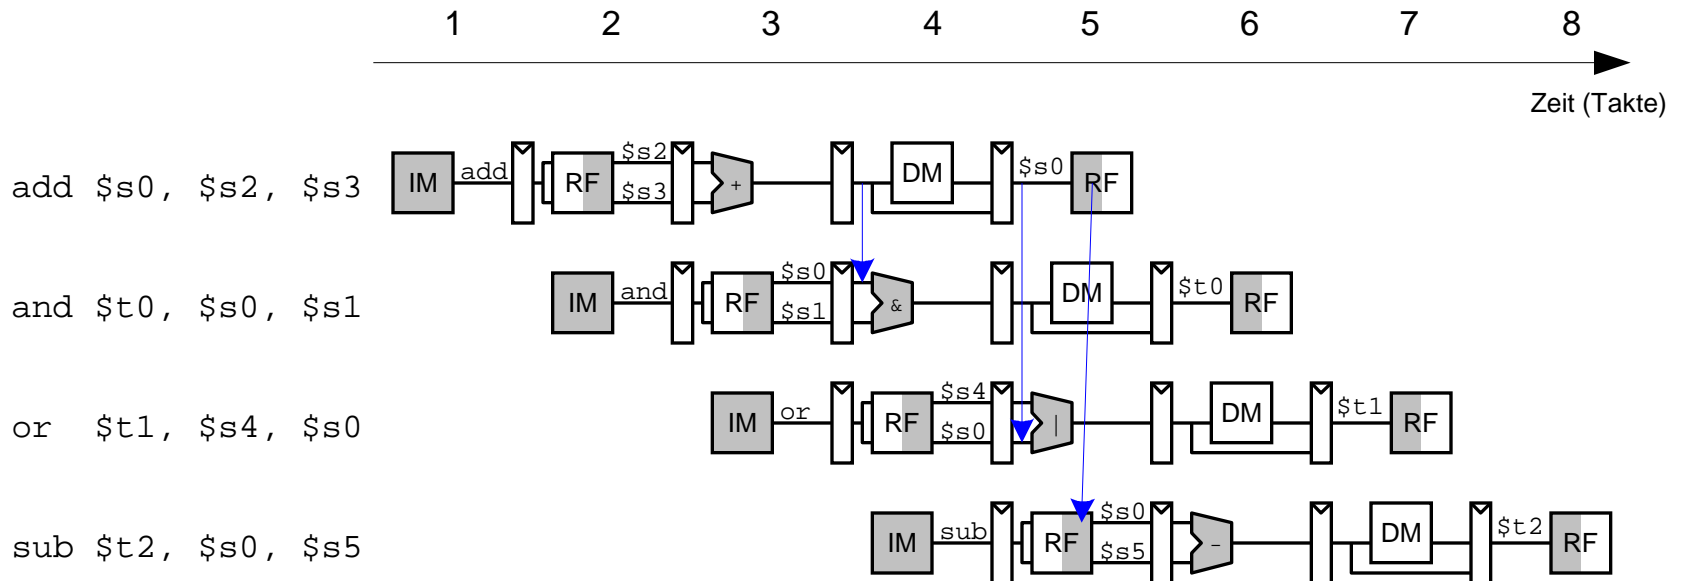 1 2 3 4 5 6 7 8
Zeit (Takte)
add $s0, $s2, $s3 IM add RF $s2 $s3 + DM $s0 RF
and $t0, $s0, $s1 IM and RF $s0 $s1 & DM $t0 RF
or $t1, $s4, $s0 IM or RF $s4 $s0 | DM $t1 RF
sub $t2, $s0, $s5 IM sub RF $s0 $s5 - DM $t2 RF